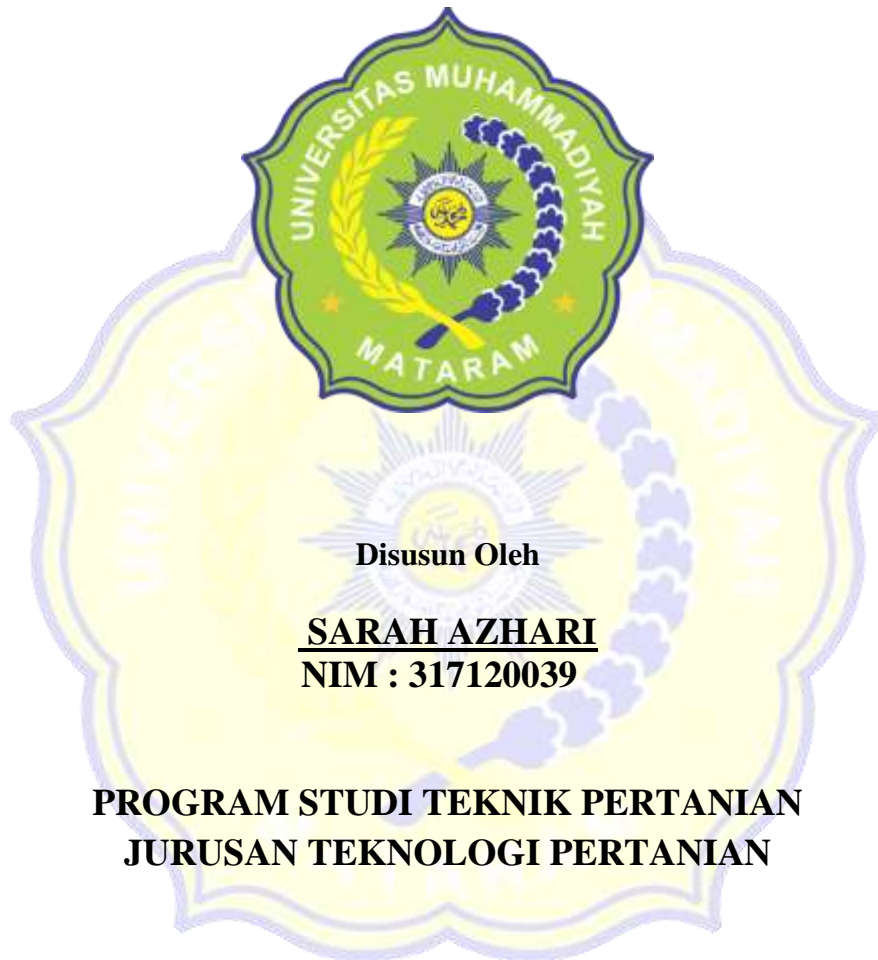 UNIVERSITAS MUHAMMADIYAH
MATARAM
Disusun Oleh
SARAH AZHARI
NIM : 317120039
PROGRAM STUDI TEKNIK PERTANIAN
JURUSAN TEKNOLOGI PERTANIAN